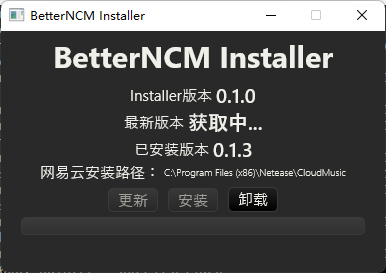 BetterNCM Installer
BetterNCM Installer
Installer版本 0.1.0
最新版本 获取中...
已安装版本 0.1.3
网易云安装路径： C:\Program Files (x86)\Netease\CloudMusic
更新 安装 卸载